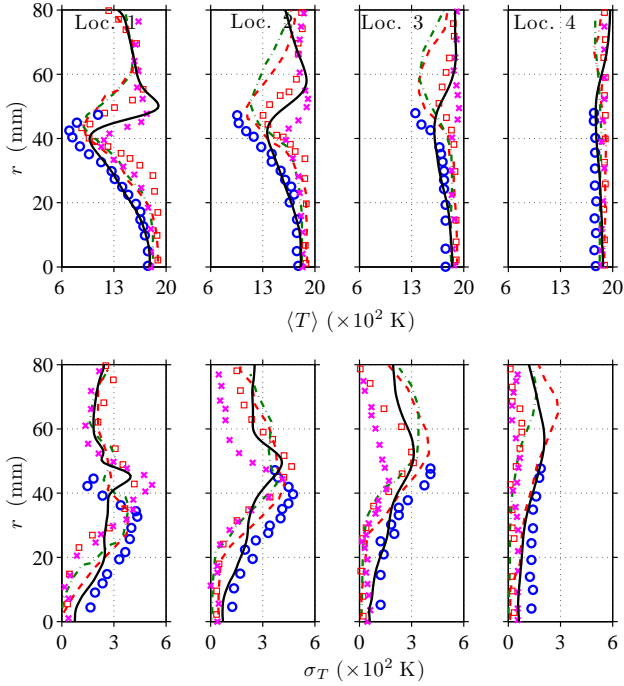 80
60
40
20
0
r (mm)
Loc. 1
Loc. 2
Loc. 3
Loc. 4
6 13 20 6 13 20 6 13 20 6 13 20
⟨T⟩ (×10² K)
80
60
40
20
0
r (mm)
0 3 6 0 3 6 0 3 6 0 3 6
σ_T (×10² K)